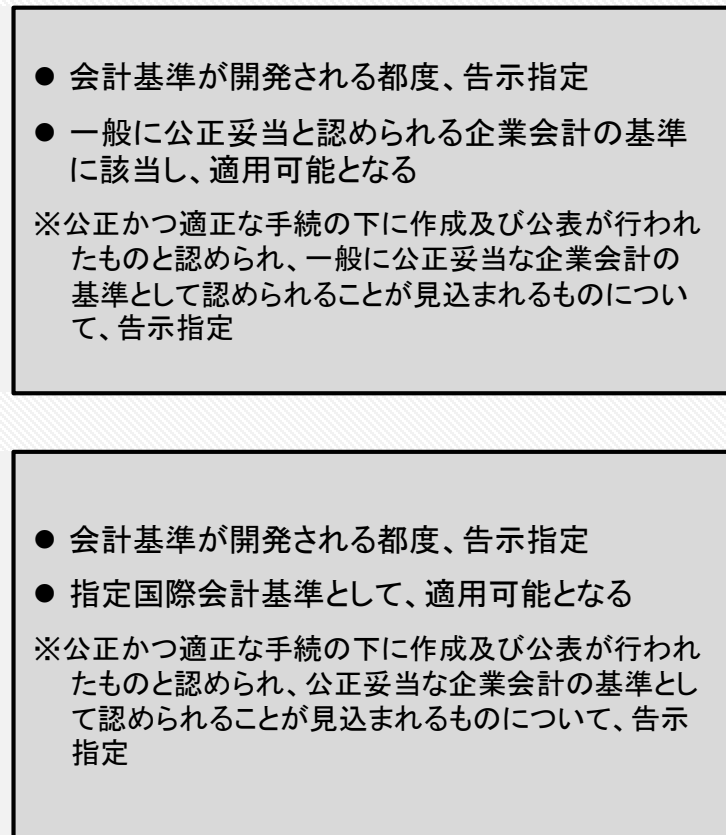 ● 会計基準が開発される都度、告示指定
● 一般に公正妥当と認められる企業会計の基準
に該当し、適用可能となる
※公正かつ適正な手続の下に作成及び公表が行われ
たものと認められ、一般に公正妥当な企業会計の
基準として認められることが見込まれるものについ
て、告示指定
● 会計基準が開発される都度、告示指定
● 指定国際会計基準として、適用可能となる
※公正かつ適正な手続の下に作成及び公表が行われ
たものと認められ、公正妥当な企業会計の基準とし
て認められることが見込まれるものについて、告示
指定